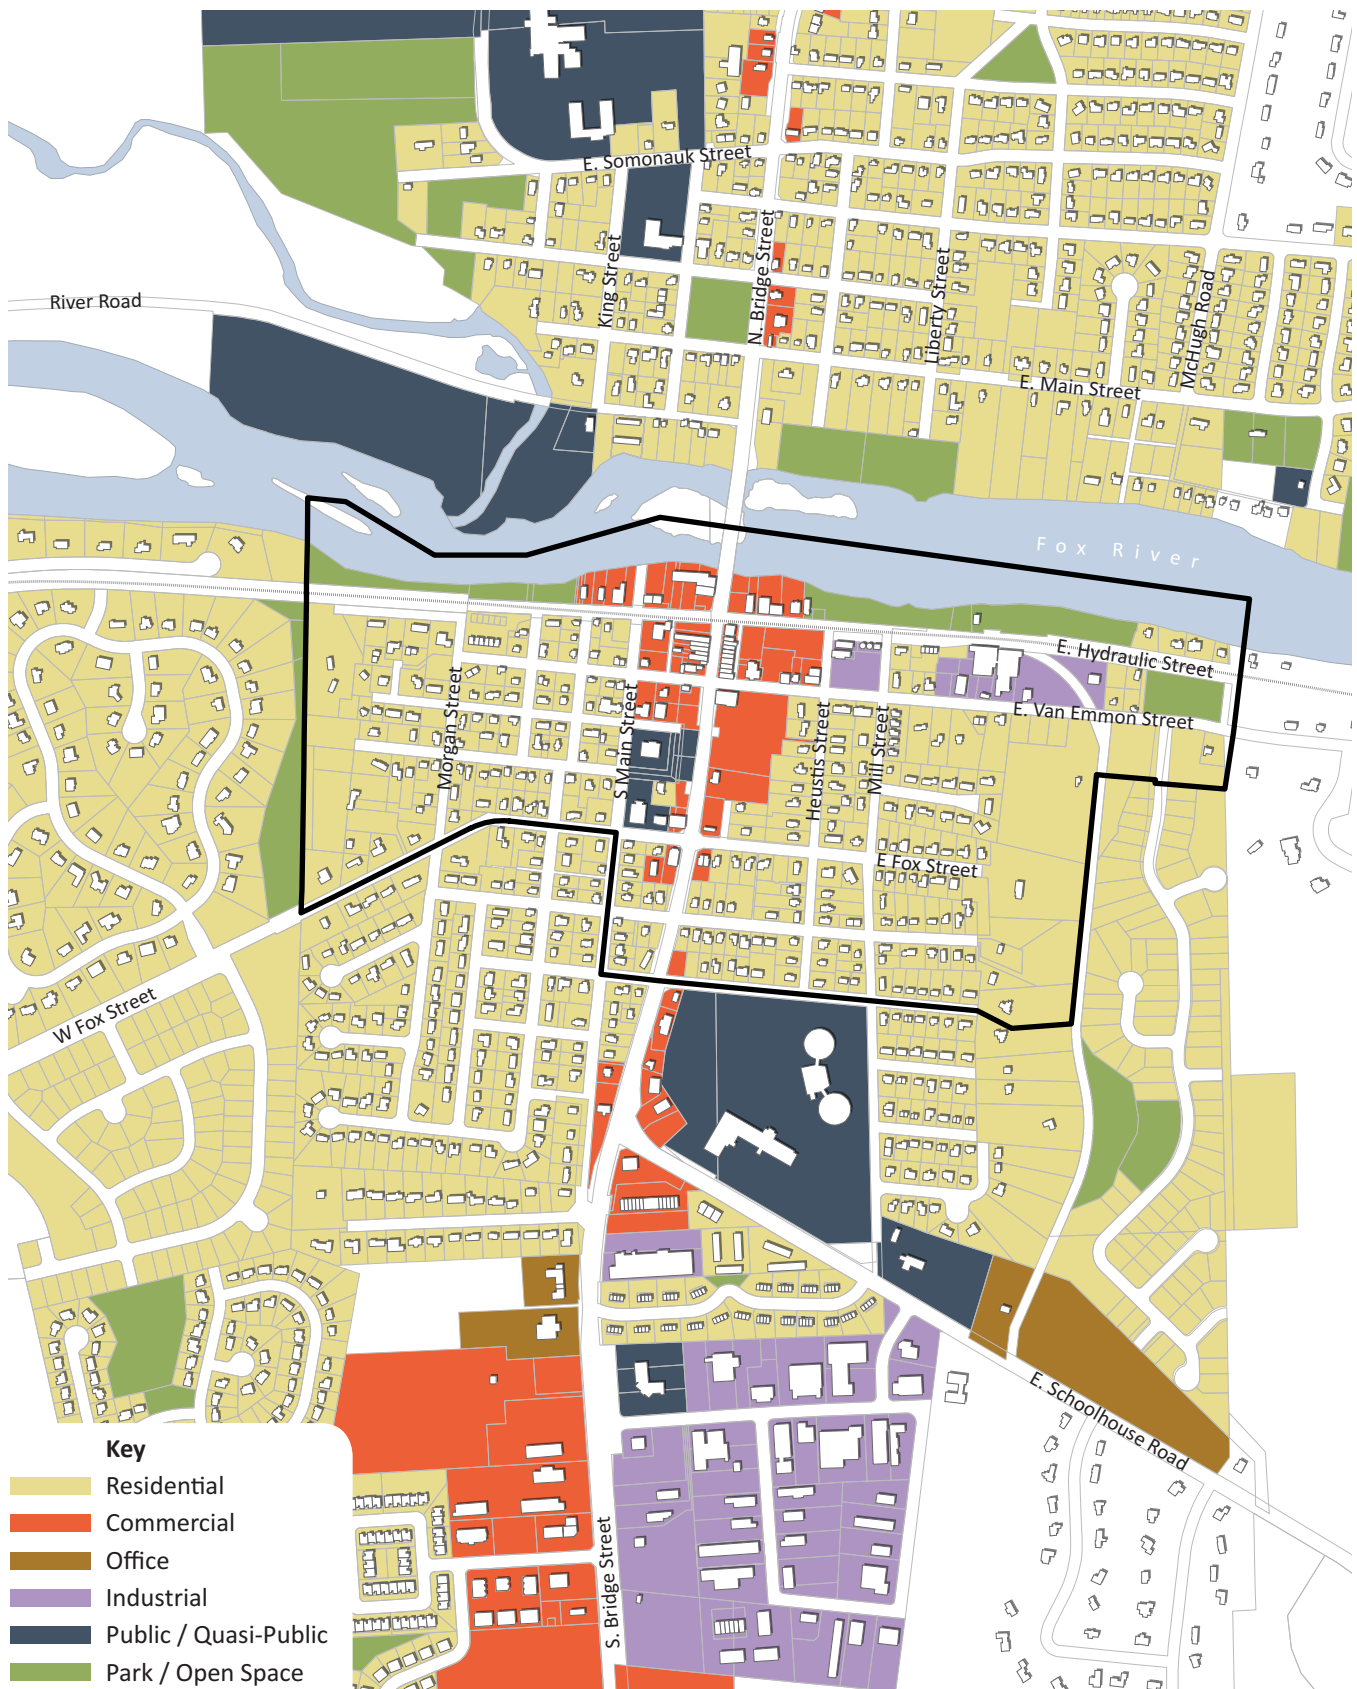 E. Somonauk Street
River Road
King Street
N. Bridge Street
Liberty Street
McHugh Road
E. Main Street
Fox River
E. Hydraulic Street
E. Van Emmon Street
Morgan Street
S. Main Street
Heustis Street
Mill Street
E Fox Street
W Fox Street
E. Schoolhouse Road
S. Bridge Street
Key
Residential
Commercial
Office
Industrial
Public / Quasi-Public
Park / Open Space